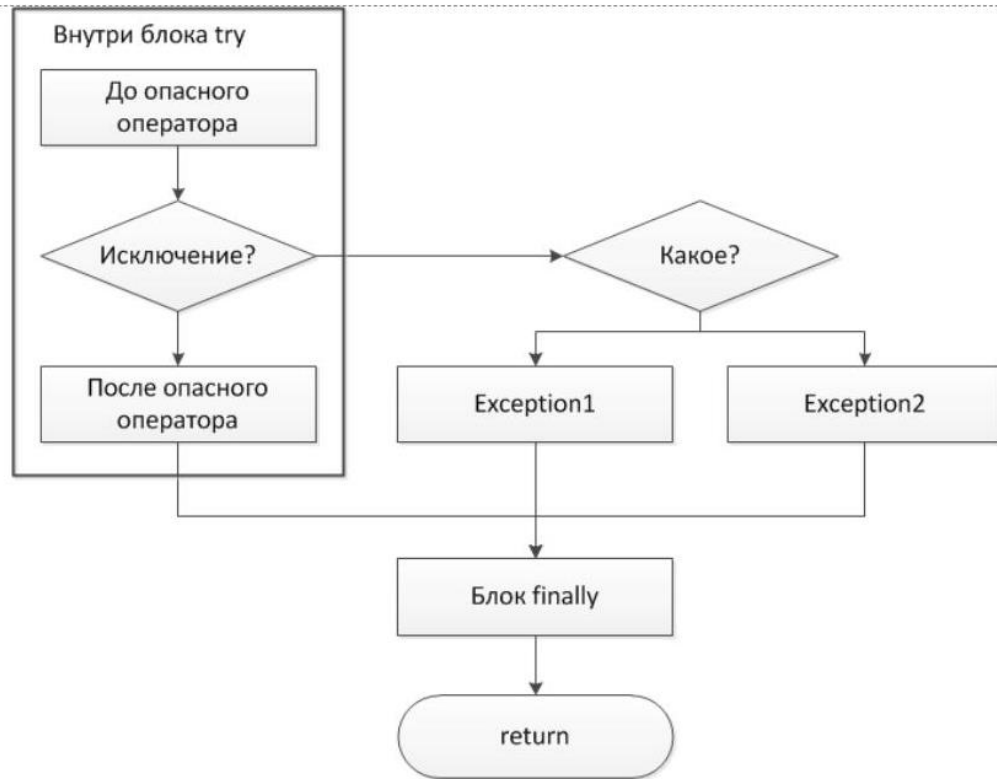 Внутри блока try
До опасного
оператора
Исключение?
Какое?
После опасного
оператора
Exception1
Exception2
Блок finally
return